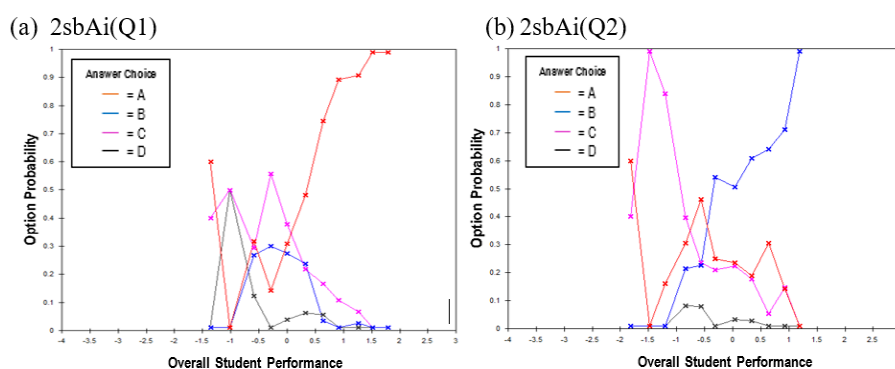 (a) 2sbAi(Q1)
Answer Choice
= A
= B
= C
= D
Option Probability
1
0.9
0.8
0.7
0.6
0.5
0.4
0.3
0.2
0.1
0
-4 -3.5 -3 -2.5 -2 -1.5 -1 -0.5 0 0.5 1 1.5 2 2.5 3
Overall Student Performance
(b) 2sbAi(Q2)
Answer Choice
= A
= B
= C
= D
Option Probability
1
0.9
0.8
0.7
0.6
0.5
0.4
0.3
0.2
0.1
0
-4 -3.5 -3 -2.5 -2 -1.5 -1 -0.5 0 0.5 1 1.5 2 2.5
Overall Student Performance